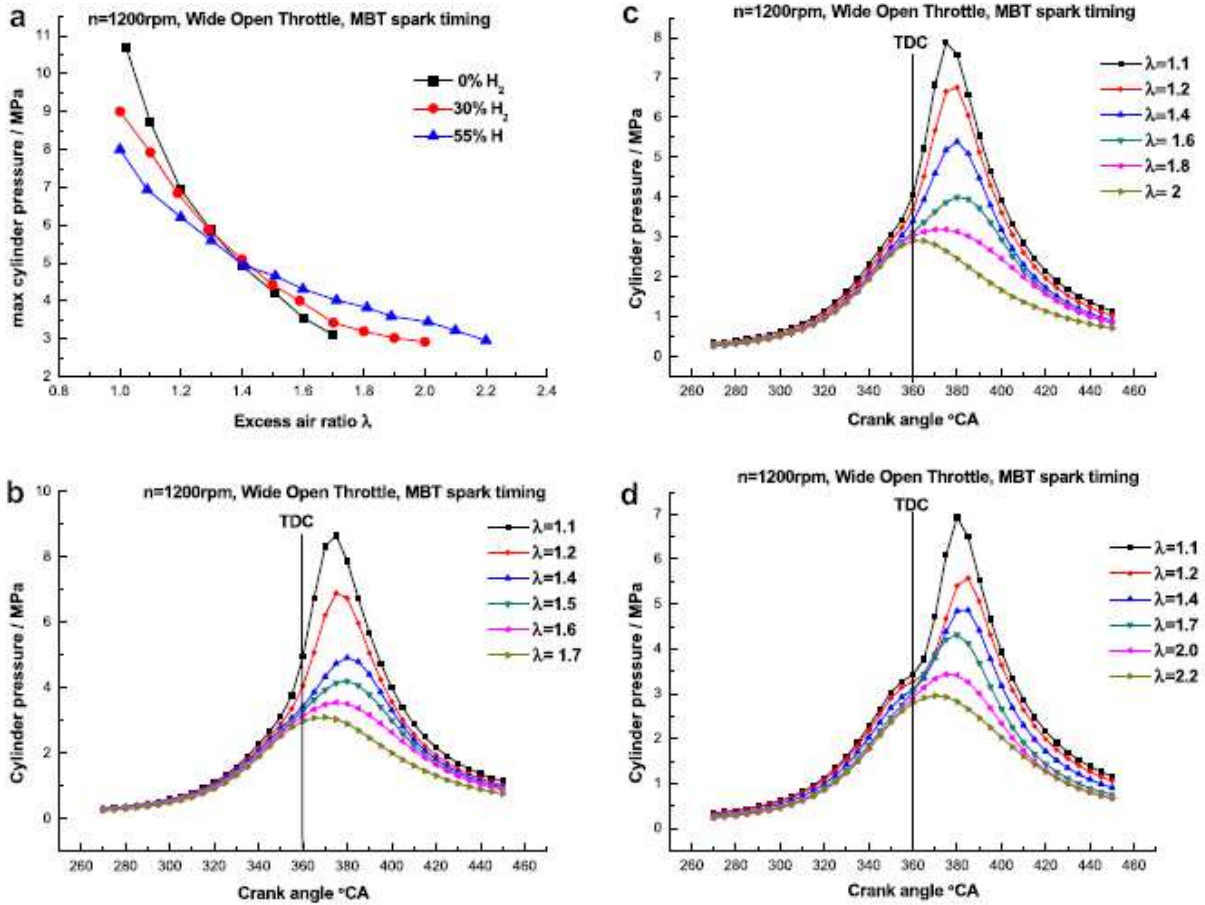 a
n=1200rpm, Wide Open Throttle, MBT spark timing
max cylinder pressure / MPa
11
10
9
8
7
6
5
4
3
2
0.8 1.0 1.2 1.4 1.6 1.8 2.0 2.2 2.4
Excess air ratio λ
0% H₂
30% H₂
55% H
b
n=1200rpm, Wide Open Throttle, MBT spark timing
TDC
Cylinder pressure / MPa
10
8
6
4
2
0
260 280 300 320 340 360 380 400 420 440 460
Crank angle °CA
λ=1.1
λ=1.2
λ=1.4
λ=1.5
λ=1.6
λ= 1.7
c
n=1200rpm, Wide Open Throttle, MBT spark timing
TDC
Cylinder pressure / MPa
8
7
6
5
4
3
2
1
0
260 280 300 320 340 360 380 400 420 440 460
Crank angle °CA
λ=1.1
λ=1.2
λ=1.4
λ= 1.6
λ=1.8
λ= 2
d
n=1200rpm, Wide Open Throttle, MBT spark timing
TDC
Cylinder pressure / MPa
7
6
5
4
3
2
1
0
260 280 300 320 340 360 380 400 420 440 460
Crank angle °CA
λ=1.1
λ=1.2
λ=1.4
λ=1.7
λ=2.0
λ=2.2